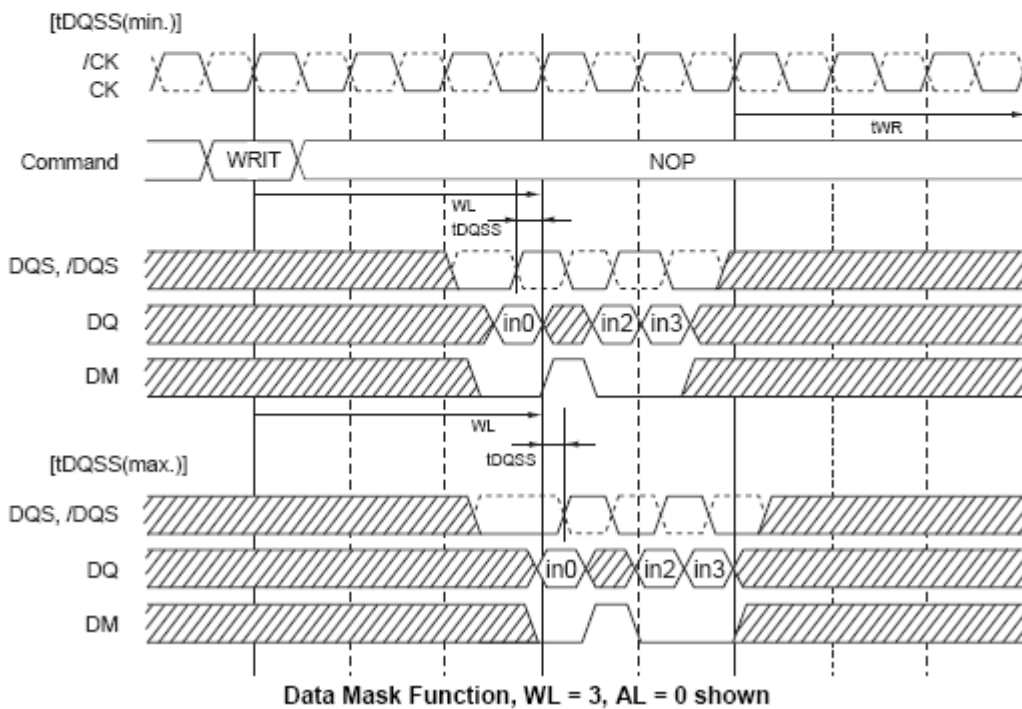 [tDQSS(min.)]
/CK
CK
tWR
Command WRIT NOP
WL
tDQSS
DQS, /DQS
DQ in0 in2 in3
DM
WL
tDQSS
[tDQSS(max.)]
DQS, /DQS
DQ in0 in2 in3
DM
Data Mask Function, WL = 3, AL = 0 shown